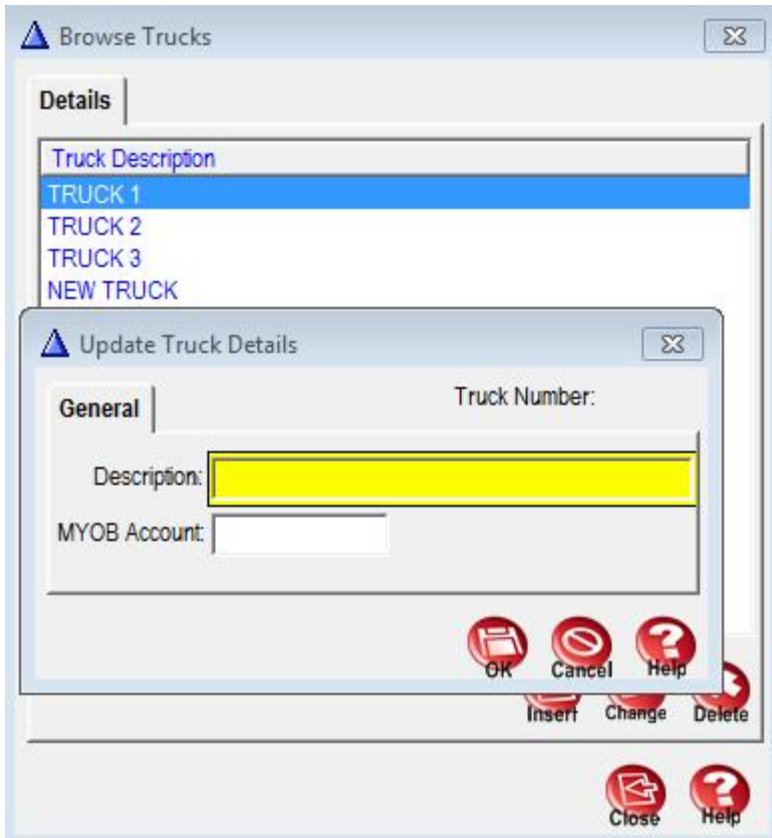 Browse Trucks
Details
Truck Description
TRUCK 1
TRUCK 2
TRUCK 3
NEW TRUCK
Update Truck Details
General
Truck Number:
Description:
MYOB Account:
OK Cancel Help
Insert Change Delete
Close Help